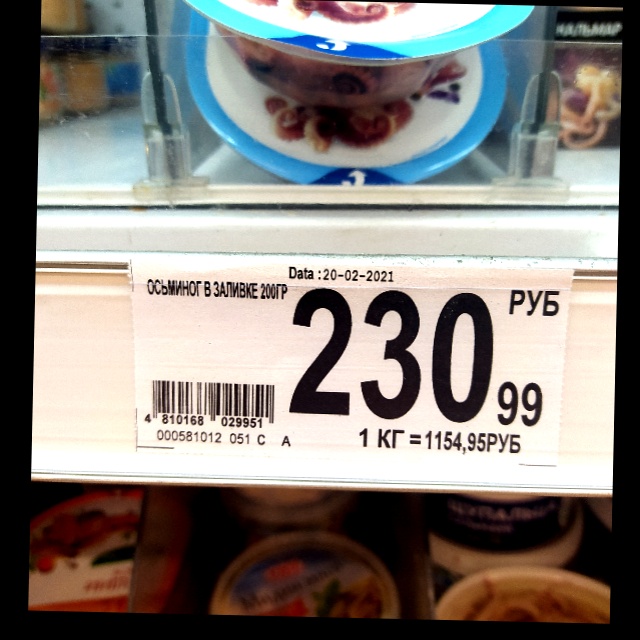 КАЛЬМАР
Data :20-02-2021
ОСЬМИНОГ В ЗАЛИВКЕ 200ГР
230 99 РУБ
4 810168 029951
000581012 051 С А
1 КГ = 1154,95РУБ